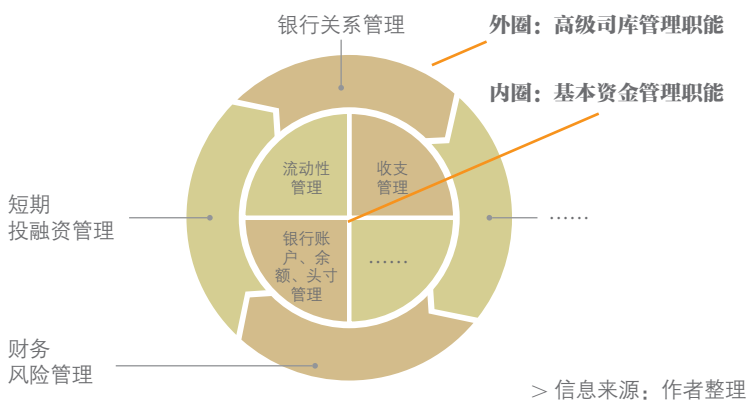 银行关系管理
外圈：高级司库管理职能
内圈：基本资金管理职能
流动性
管理
收支
管理
短期
投融资管理
……
银行账
户、余
额、头寸
管理
……
财务
风险管理
> 信息来源：作者整理